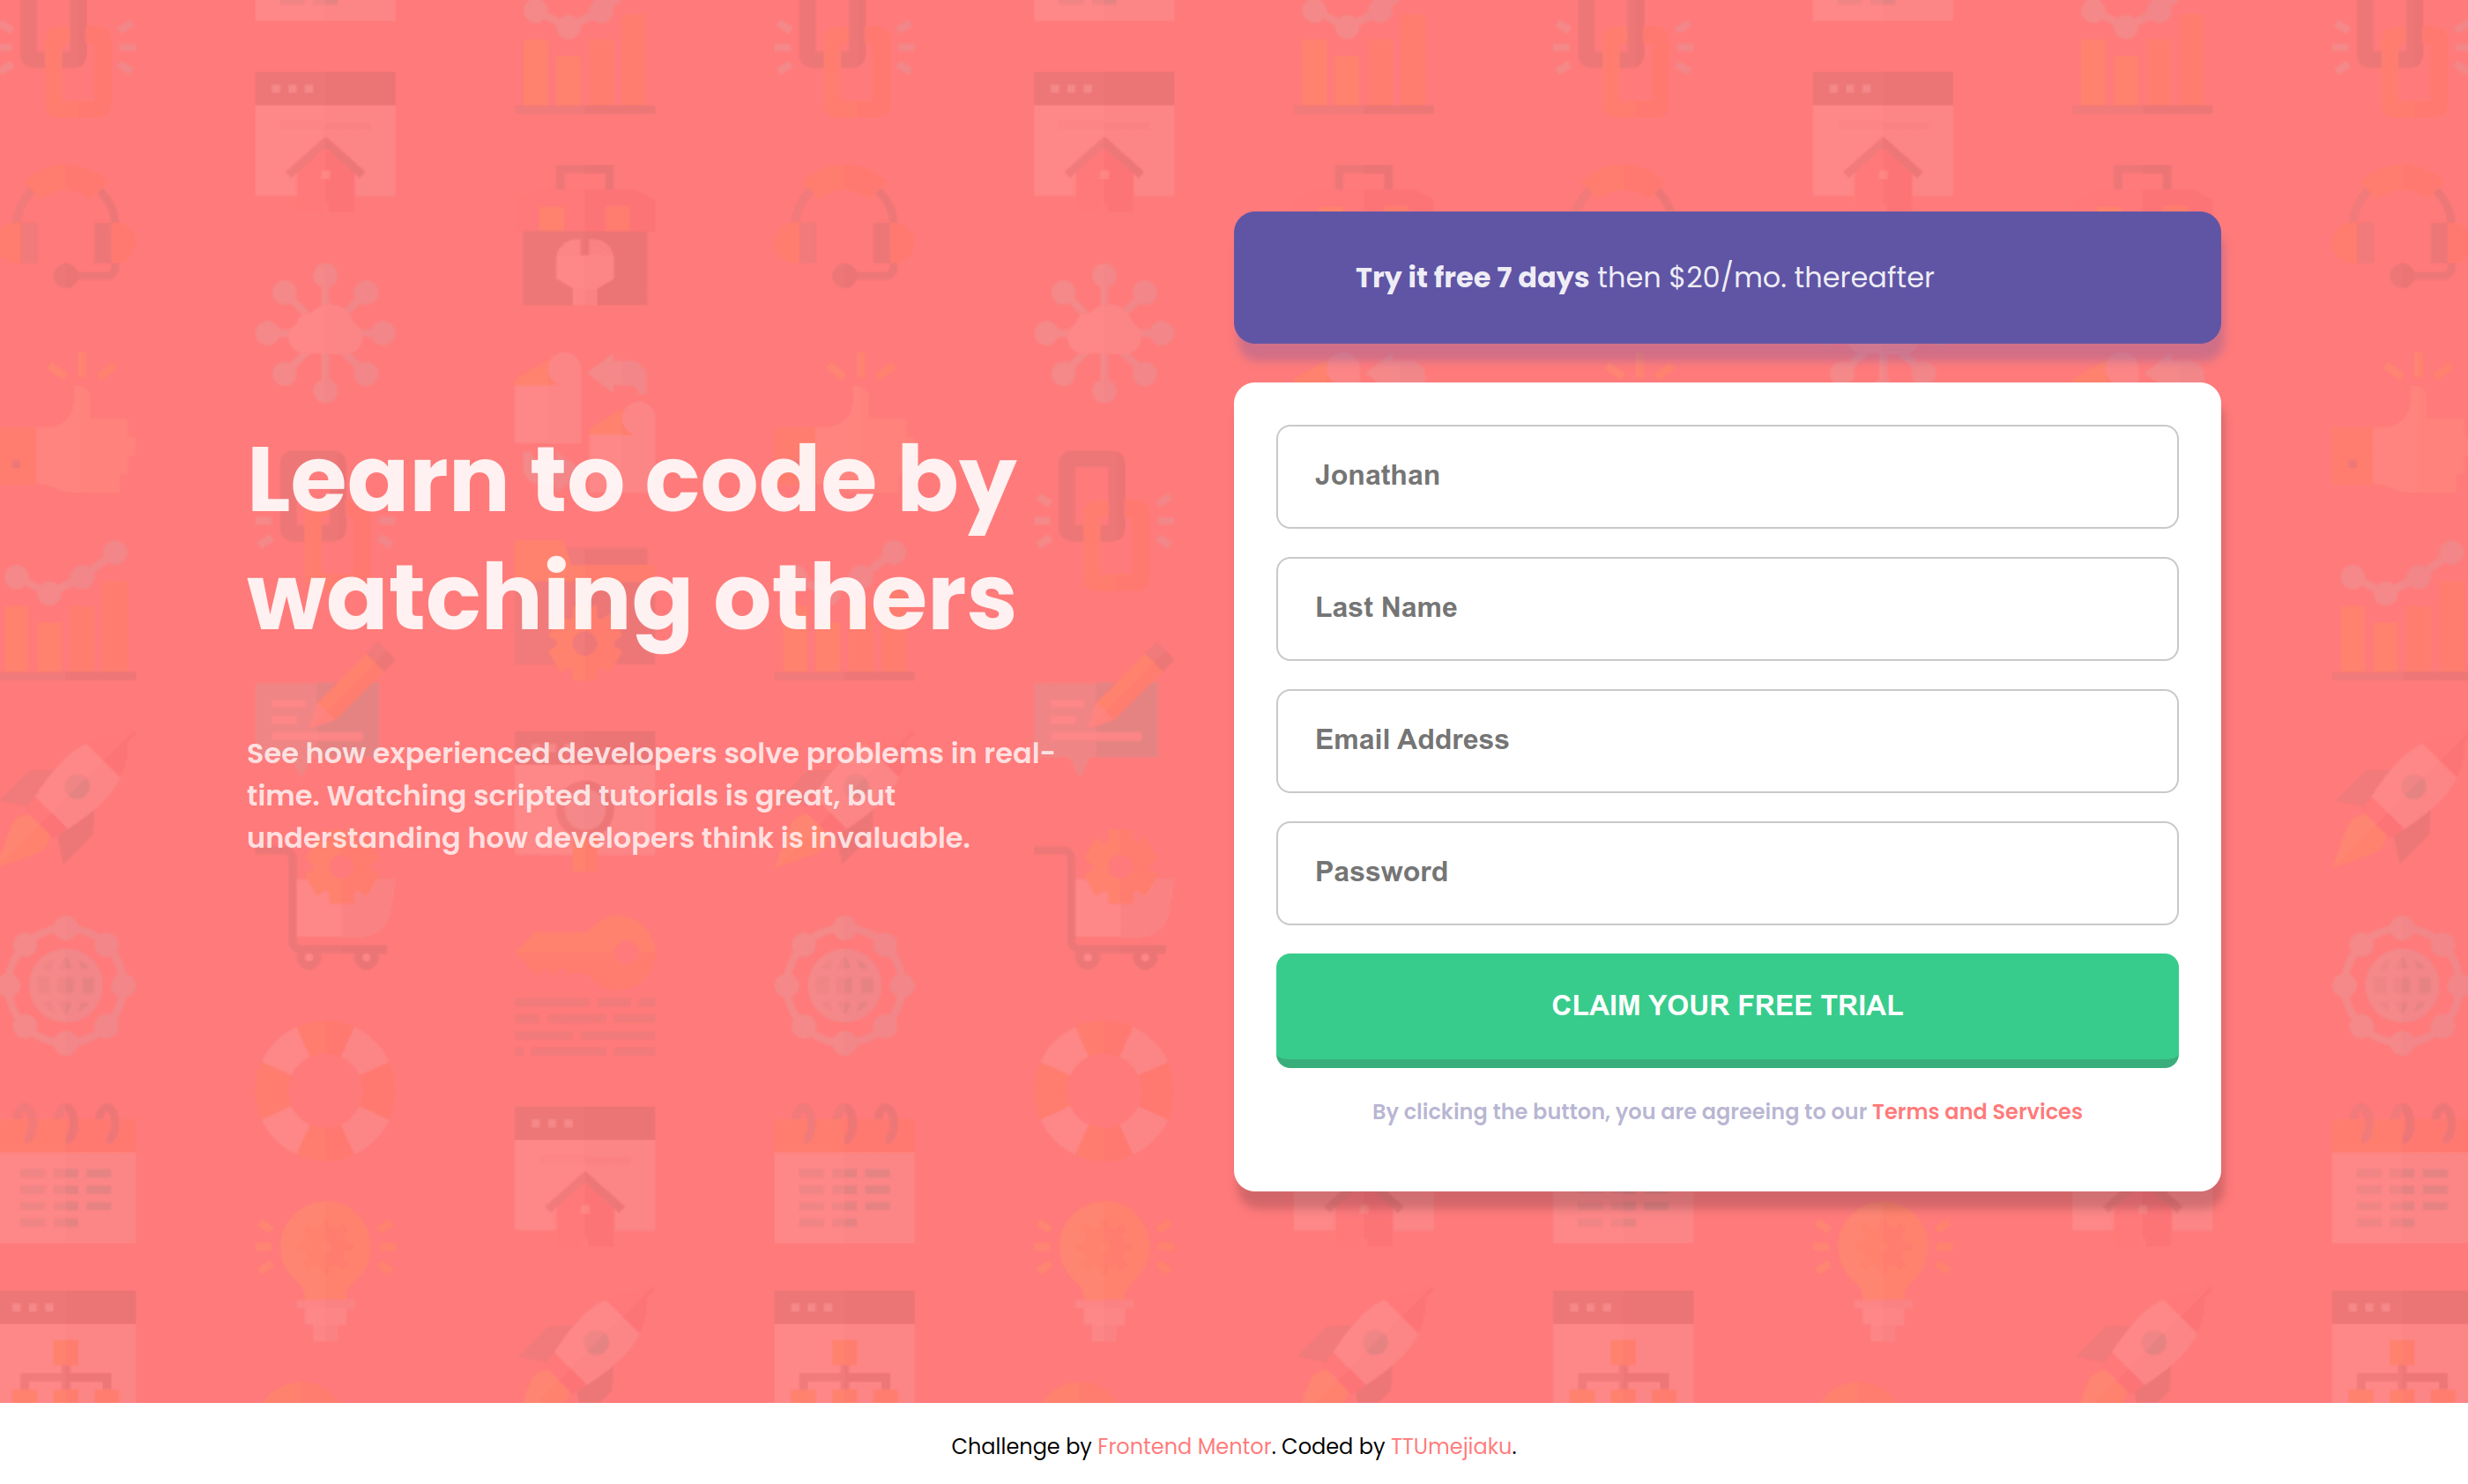 Learn to code by
watching others
See how experienced developers solve problems in real-
time. Watching scripted tutorials is great, but
understanding how developers think is invaluable.
Try it free 7 days then $20/mo. thereafter
Jonathan
Last Name
Email Address
Password
CLAIM YOUR FREE TRIAL
By clicking the button, you are agreeing to our Terms and Services
Challenge by Frontend Mentor. Coded by TTUmejiaku.